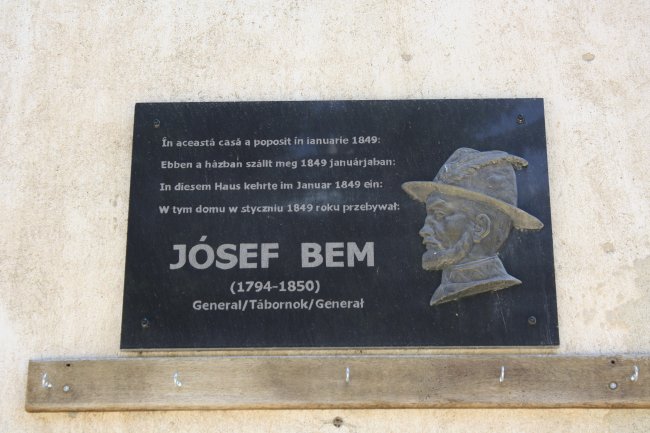 În această casă a poposit în ianuarie 1849:
Ebben a házban szállt meg 1849 januárjában:
In diesem Haus kehrte im Januar 1849 ein:
W tym domu w styczniu 1849 roku przebywał:
JÓSEF BEM
(1794-1850)
General/Tábornok/Generał